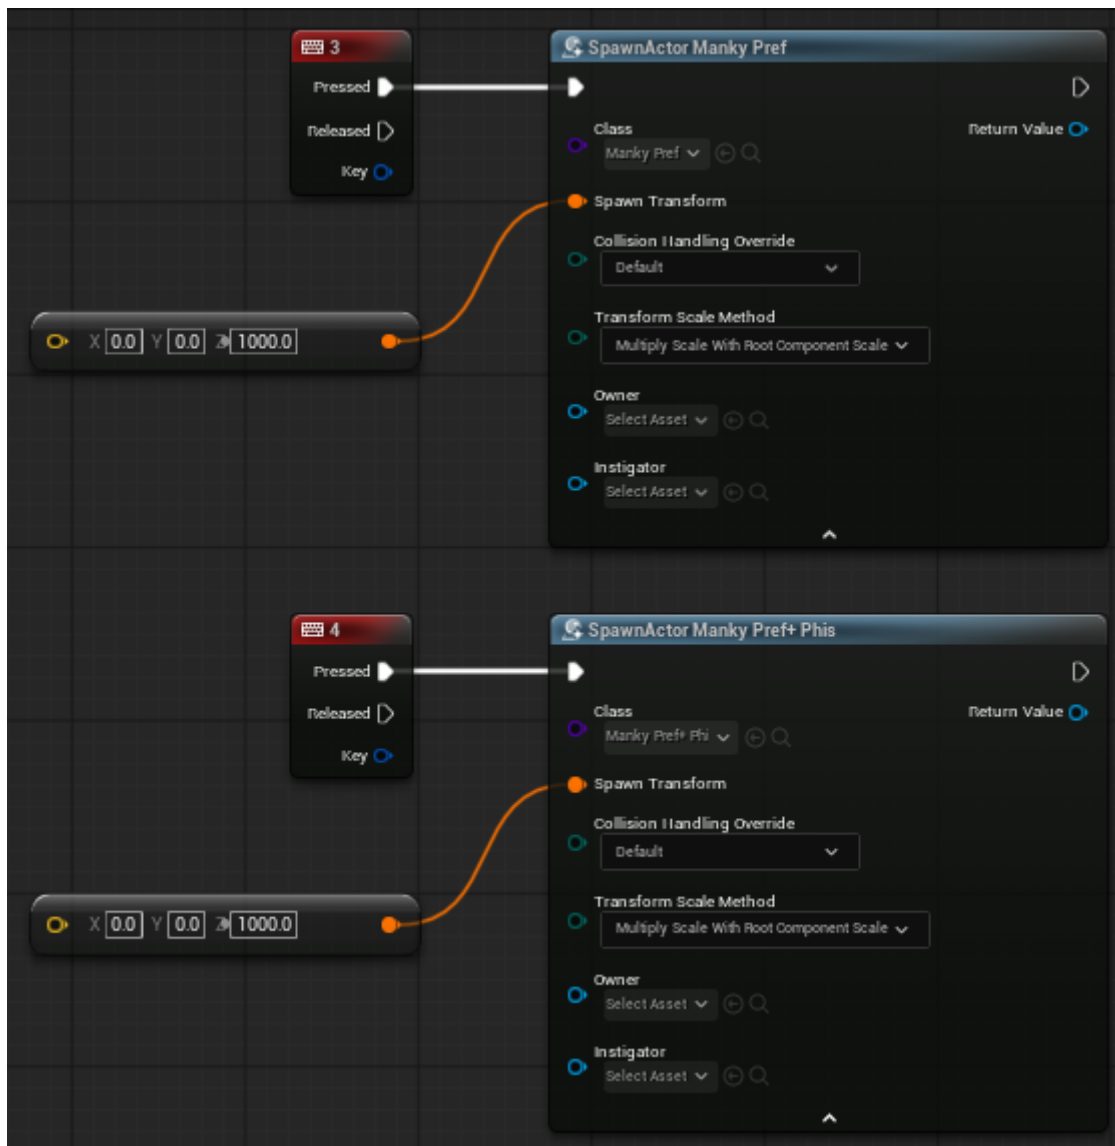 3
Pressed
Released
Key
SpawnActor Manky Pref
Class
Manky Pref
Return Value
Spawn Transform
Collision Handling Override
Default
Transform Scale Method
Multiply Scale With Root Component Scale
Owner
Select Asset
Instigator
Select Asset
X 0.0 Y 0.0 Z 1000.0
4
Pressed
Released
Key
SpawnActor Manky Pref+ Phis
Class
Manky Pref+ Phi
Return Value
Spawn Transform
Collision Handling Override
Default
Transform Scale Method
Multiply Scale With Root Component Scale
Owner
Select Asset
Instigator
Select Asset
X 0.0 Y 0.0 Z 1000.0